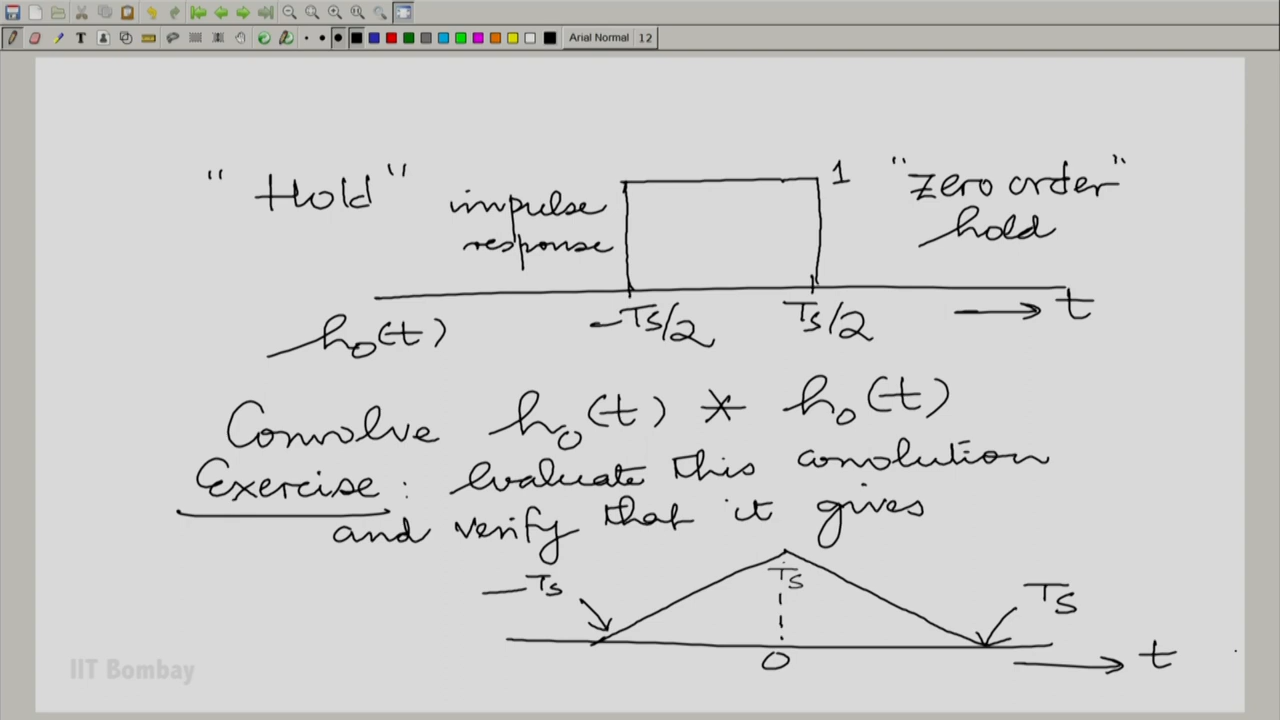 Arial Normal 12
"Hold" impulse response 1 "zero order" hold
-Ts/2 Ts/2 t
h₀(t)
Convolve h₀(t) * h₀(t)
Exercise: Evaluate this convolution
and verify that it gives
-Ts Ts Ts
0 t
IIT Bombay